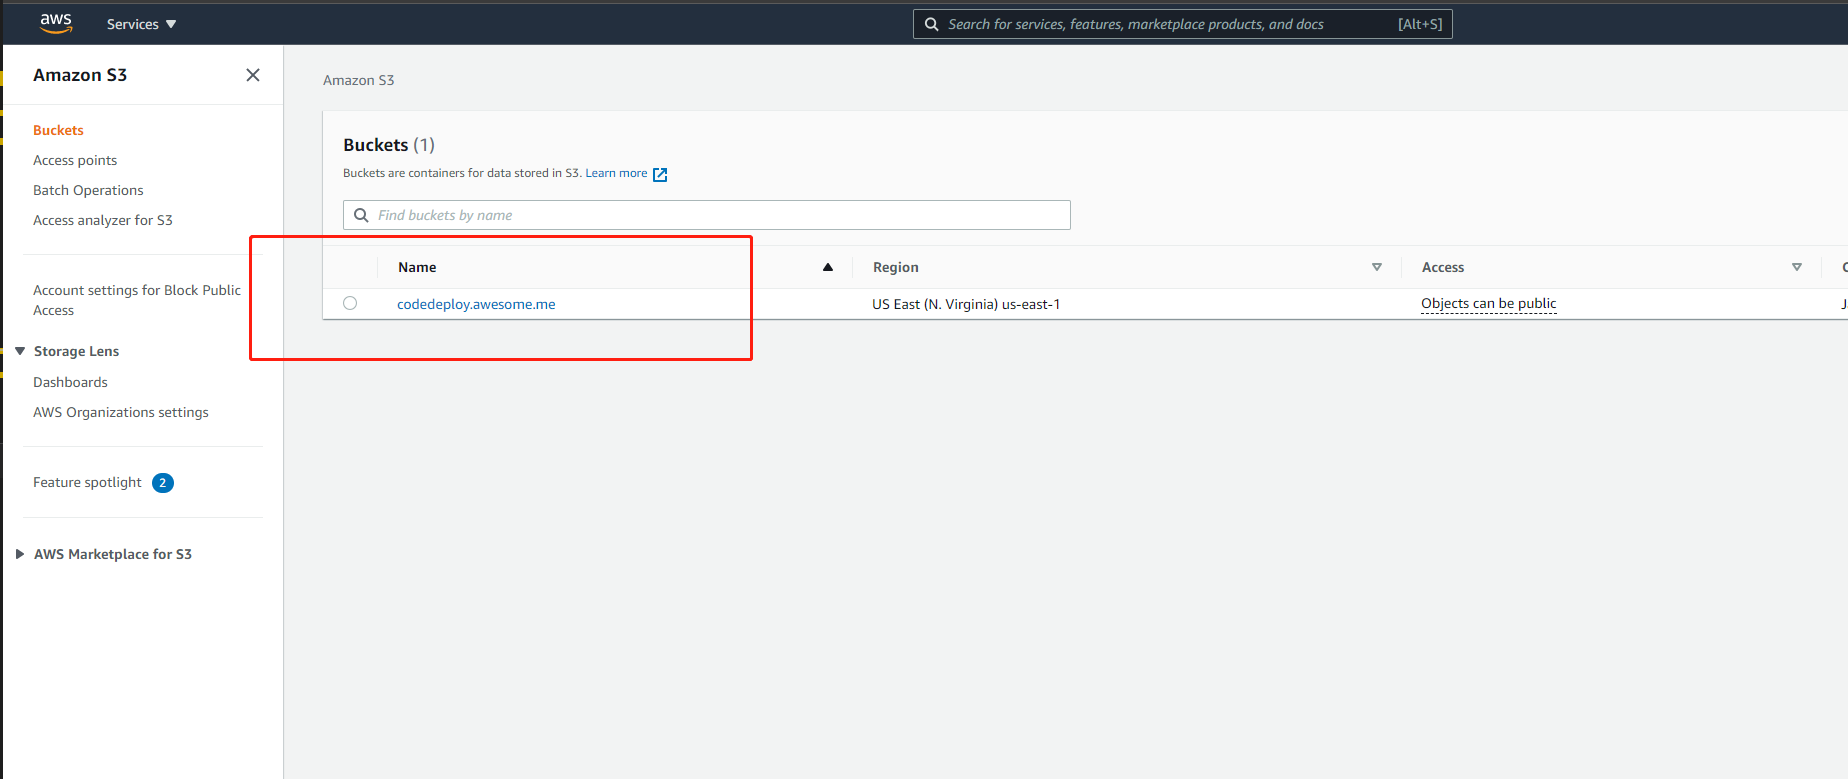 aws
Services
Search for services, features, marketplace products, and docs
[Alt+S]
Amazon S3
Buckets
Access points
Batch Operations
Access analyzer for S3
Account settings for Block Public
Access
Storage Lens
Dashboards
AWS Organizations settings
Feature spotlight 2
AWS Marketplace for S3
Amazon S3
Buckets (1)
Buckets are containers for data stored in S3. Learn more
Find buckets by name
Name Region Access
codedeploy.awesome.me US East (N. Virginia) us-east-1 Objects can be public